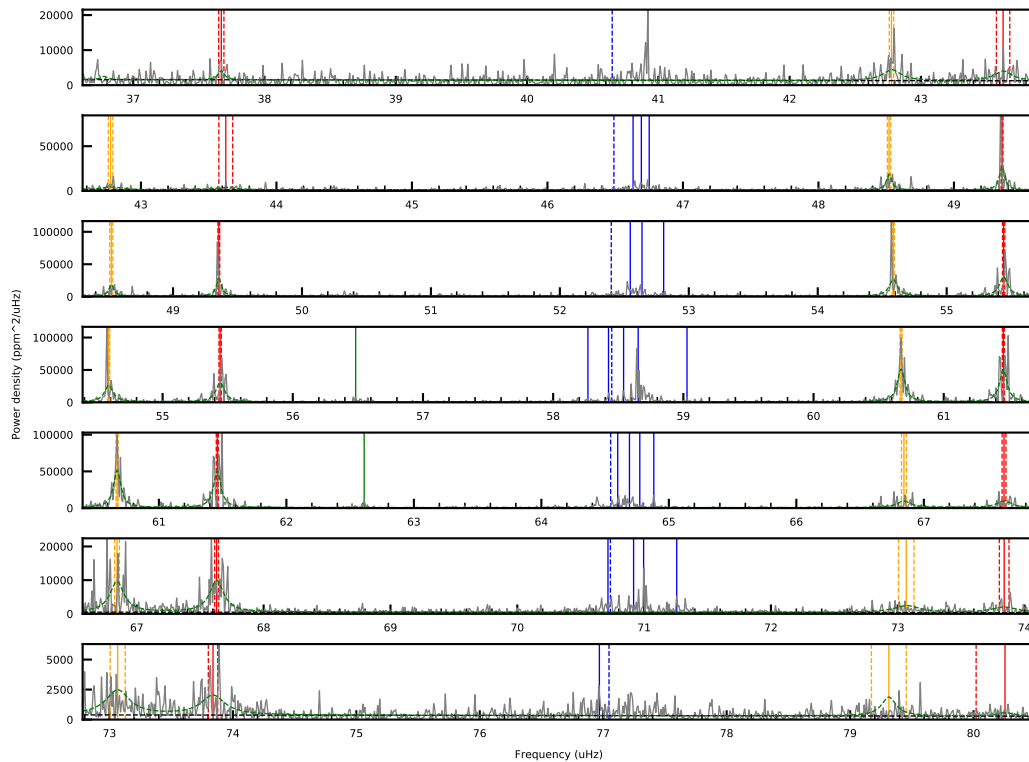 20000
10000
0
37 38 39 40 41 42 43
50000
0
43 44 45 46 47 48 49
100000
50000
0
49 50 51 52 53 54 55
100000
50000
0
55 56 57 58 59 60 61
Power density (ppm^2/uHz)
100000
50000
0
61 62 63 64 65 66 67
20000
10000
0
67 68 69 70 71 72 73 74
5000
2500
0
73 74 75 76 77 78 79 80
Frequency (uHz)